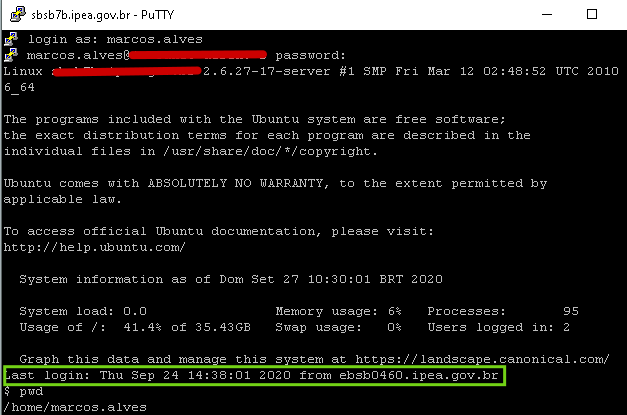 sbsb7b.ipea.gov.br - PuTTY
login as: marcos.alves
marcos.alves@ password:
Linux 2.6.27-17-server #1 SMP Fri Mar 12 02:48:52 UTC 2010
6_64
The programs included with the Ubuntu system are free software;
the exact distribution terms for each program are described in the
individual files in /usr/share/doc/*/copyright.
Ubuntu comes with ABSOLUTELY NO WARRANTY, to the extent permitted by
applicable law.
To access official Ubuntu documentation, please visit:
http://help.ubuntu.com/
System information as of Dom Set 27 10:30:01 BRT 2020
System load: 0.0 Memory usage: 6% Processes: 95
Usage of /: 41.4% of 35.43GB Swap usage: 0% Users logged in: 2
Graph this data and manage this system at https://landscape.canonical.com/
Last login: Thu Sep 24 14:38:01 2020 from ebsb0460.ipea.gov.br
$ pwd
/home/marcos.alves